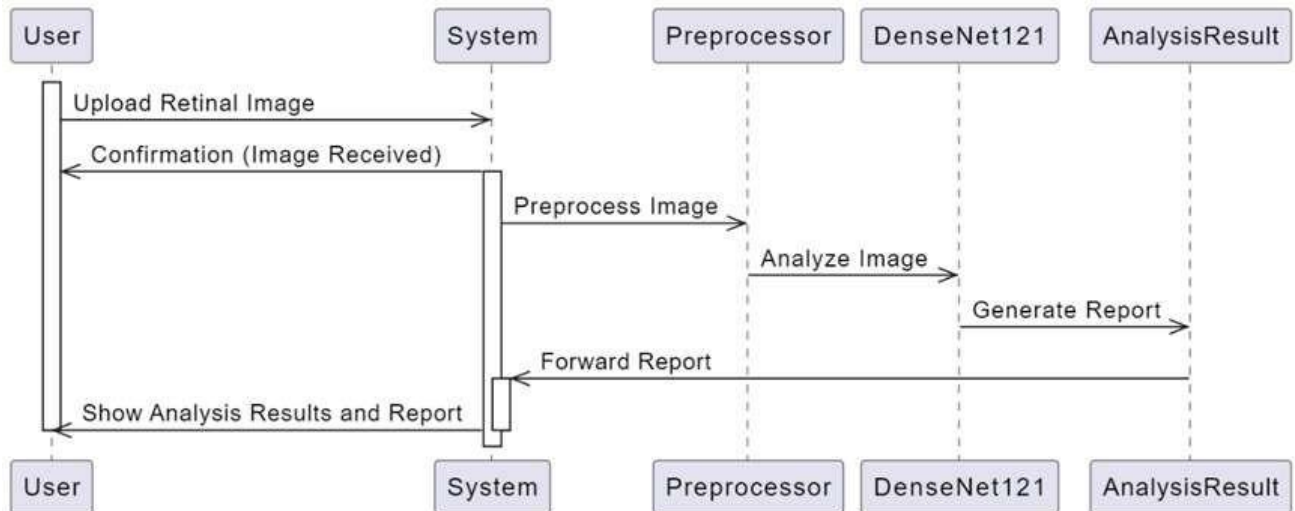 User
System
Preprocessor
DenseNet121
AnalysisResult
Upload Retinal Image
Confirmation (Image Received)
Preprocess Image
Analyze Image
Generate Report
Forward Report
Show Analysis Results and Report
User
System
Preprocessor
DenseNet121
AnalysisResult